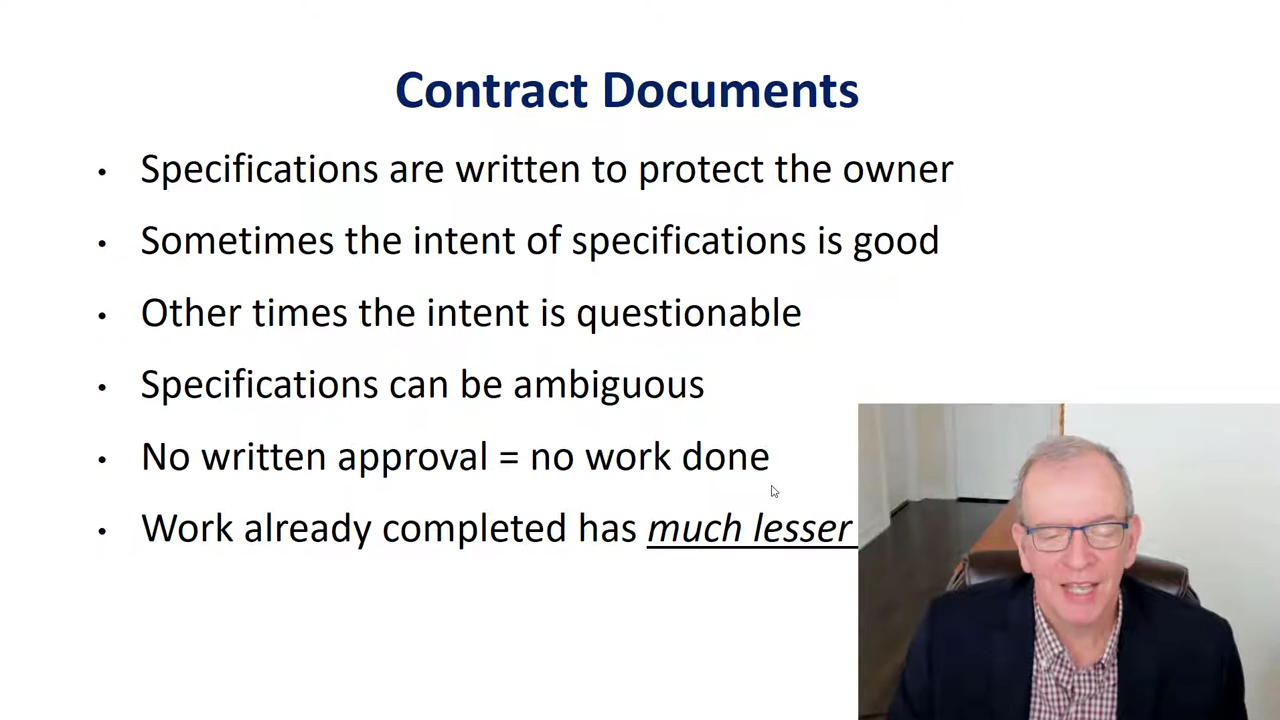 Contract Documents
• Specifications are written to protect the owner
• Sometimes the intent of specifications is good
• Other times the intent is questionable
• Specifications can be ambiguous
• No written approval = no work done
• Work already completed has much lesser